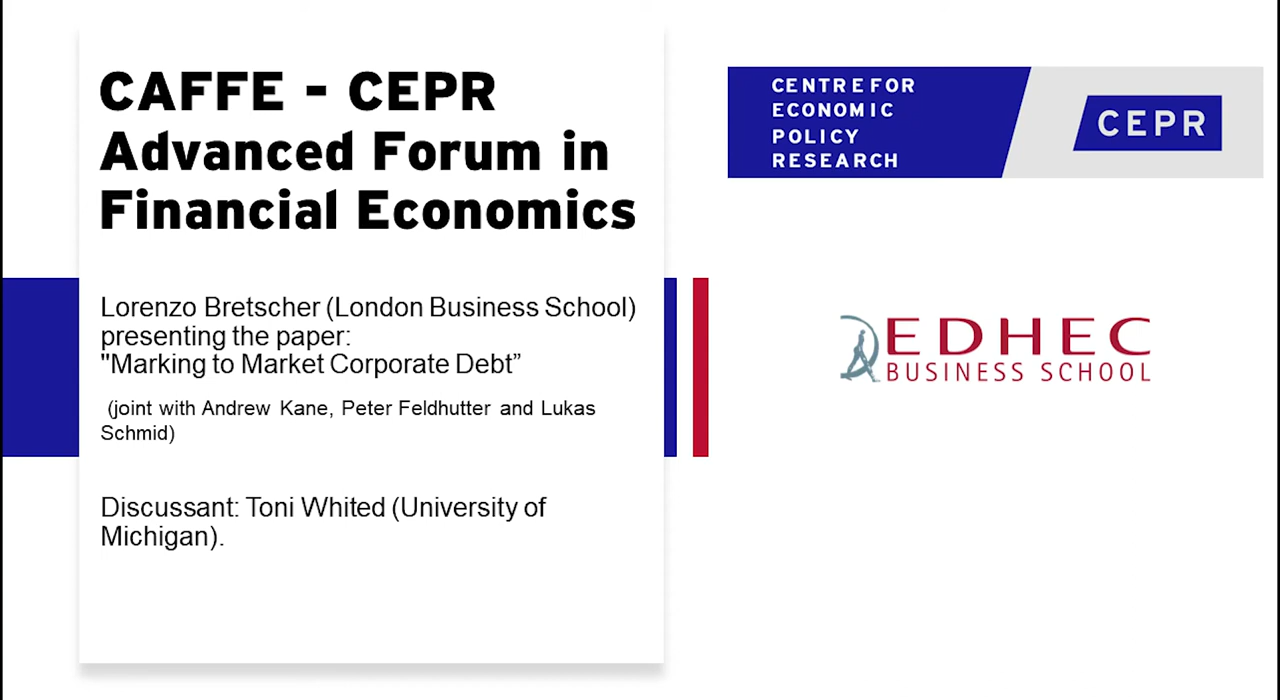 CAFFE - CEPR
Advanced Forum in
Financial Economics
Lorenzo Bretscher (London Business School)
presenting the paper:
"Marking to Market Corporate Debt”
(joint with Andrew Kane, Peter Feldhutter and Lukas
Schmid)
Discussant: Toni Whited (University of
Michigan).
CENTRE FOR
ECONOMIC
POLICY
RESEARCH
CEPR
EDHEC
BUSINESS SCHOOL